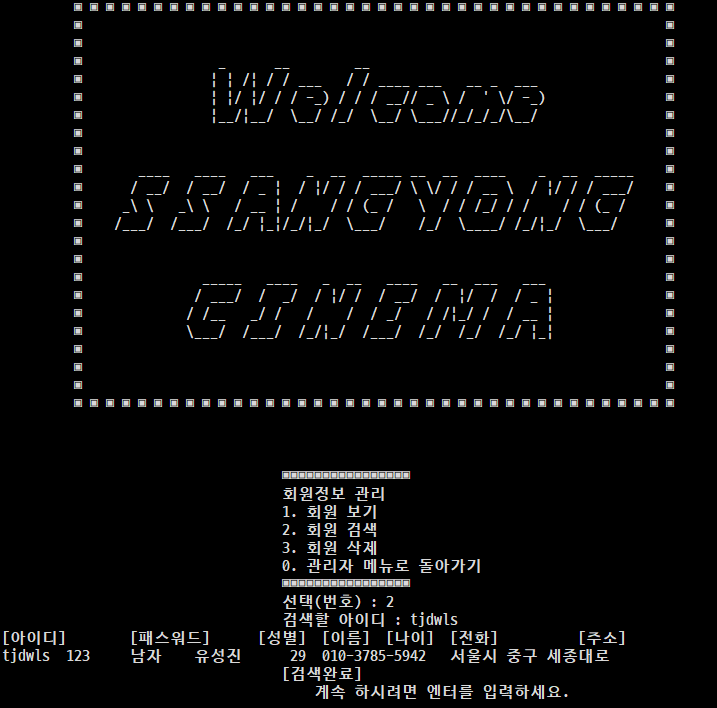 Welcome
SSANGYONG
CINEMA
회원정보 관리
1. 회원 보기
2. 회원 검색
3. 회원 삭제
0. 관리자 메뉴로 돌아가기
선택(번호) : 2
검색할 아이디 : tjdwls
[아이디] [패스워드] [성별] [이름] [나이] [전화] [주소]
tjdwls 123 남자 유성진 29 010-3785-5942 서울시 중구 세종대로
[검색완료]
계속 하시려면 엔터를 입력하세요.